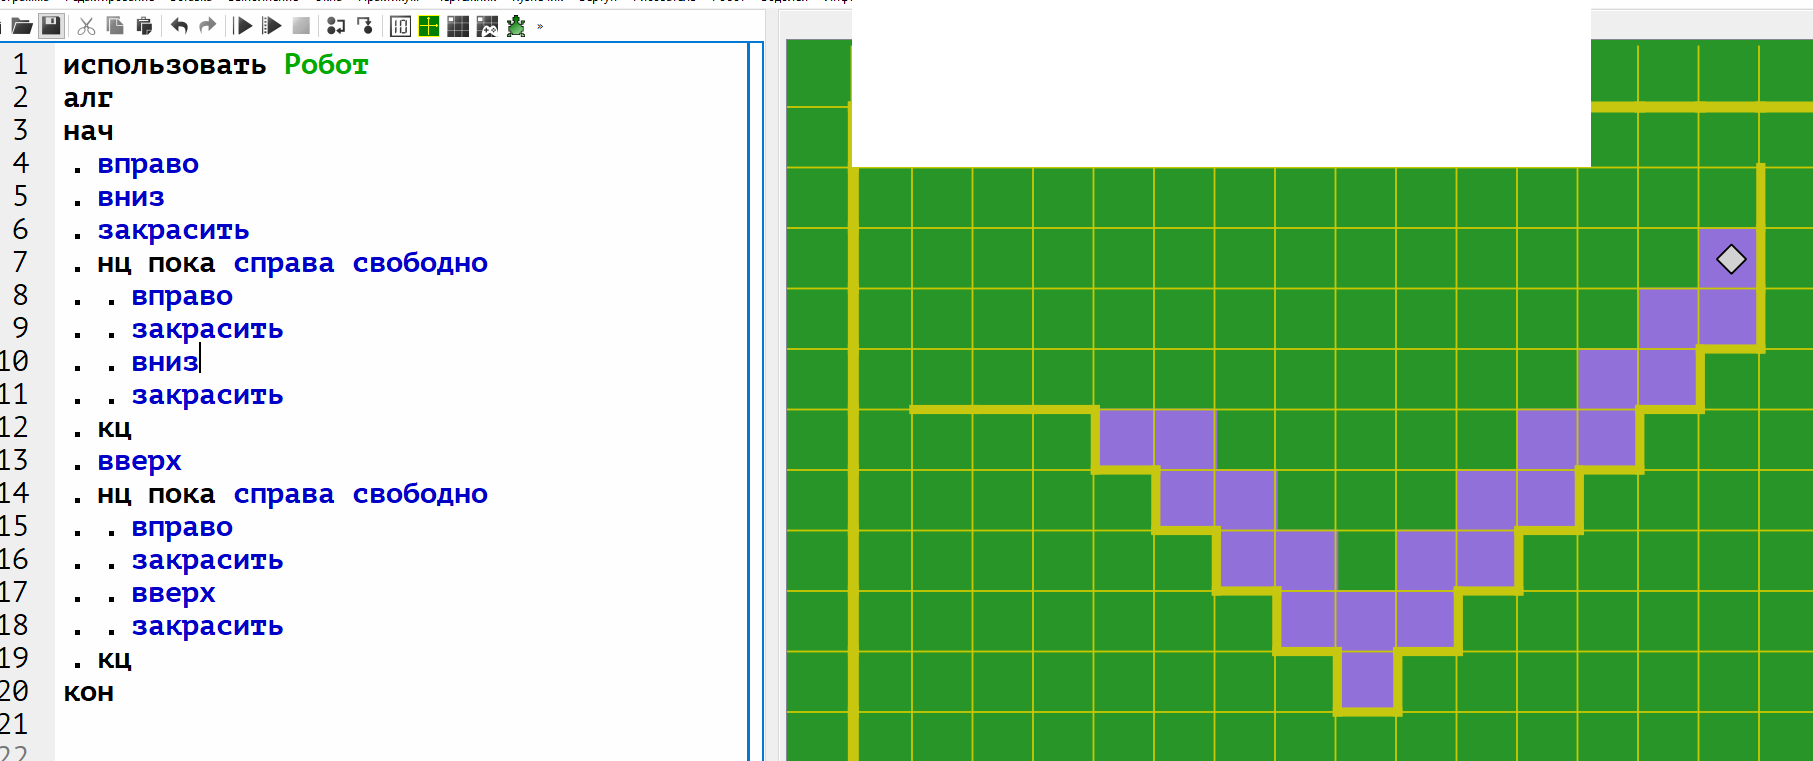 »
1 использовать Робот
2 алг
3 нач
4 . вправо
5 . вниз
6 . закрасить
7 . нц пока справа свободно
8 . . вправо
9 . . закрасить
10 . . вниз
11 . . закрасить
12 . кц
13 . вверх
14 . нц пока справа свободно
15 . . вправо
16 . . закрасить
17 . . вверх
18 . . закрасить
19 . кц
20 кон
21
22